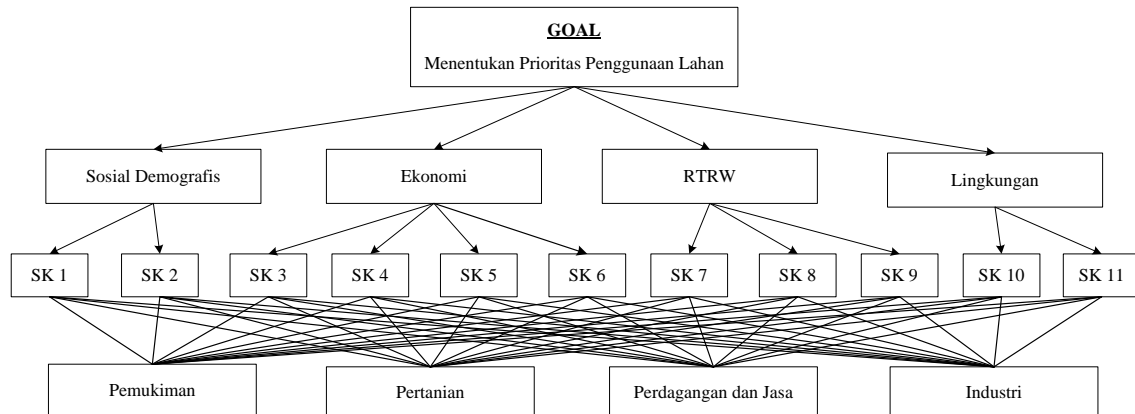 GOAL
Menentukan Prioritas Penggunaan Lahan
Sosial Demografis
Ekonomi
RTRW
Lingkungan
SK 1
SK 2
SK 3
SK 4
SK 5
SK 6
SK 7
SK 8
SK 9
SK 10
SK 11
Pemukiman
Pertanian
Perdagangan dan Jasa
Industri